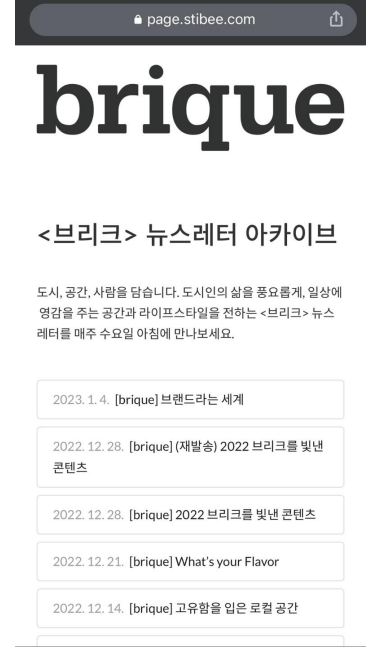 page.stibee.com
brique
<브리크> 뉴스레터 아카이브
도시, 공간, 사람을 담습니다. 도시인의 삶을 풍요롭게, 일상에
영감을 주는 공간과 라이프스타일을 전하는 <브리크> 뉴스
레터를 매주 수요일 아침에 만나보세요.
2023. 1. 4. [brique] 브랜드라는 세계
2022. 12. 28. [brique] (재발송) 2022 브리크를 빛낸
콘텐츠
2022. 12. 28. [brique] 2022 브리크를 빛낸 콘텐츠
2022. 12. 21. [brique] What's your Flavor
2022. 12. 14. [brique] 고유함을 입은 로컬 공간